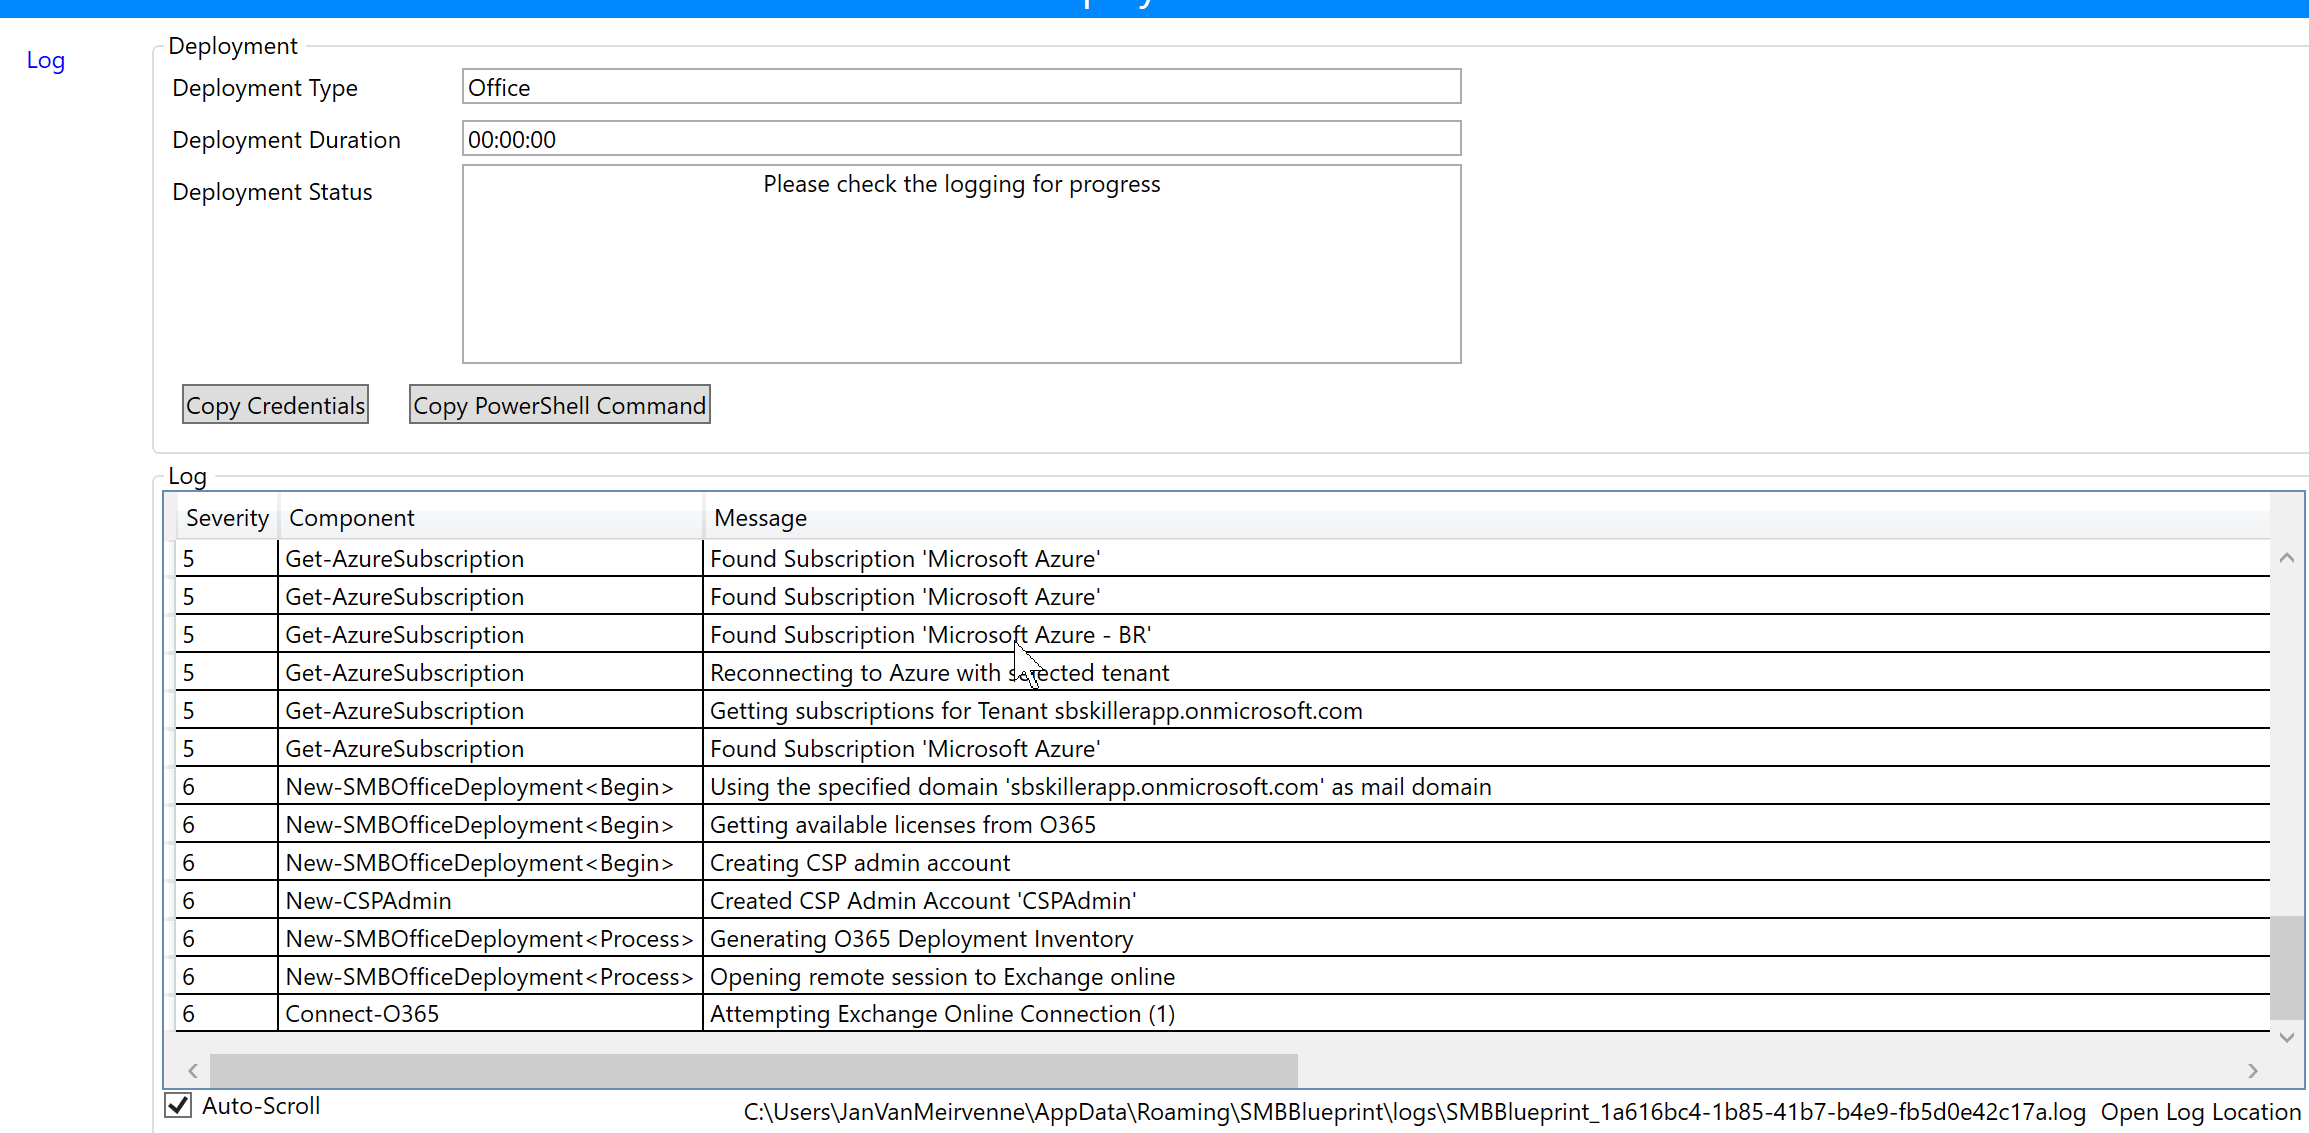 Log
Deployment
Deployment Type
Office
Deployment Duration
00:00:00
Deployment Status
Please check the logging for progress
Copy Credentials
Copy PowerShell Command
Log
Severity Component Message
5 Get-AzureSubscription Found Subscription 'Microsoft Azure'
5 Get-AzureSubscription Found Subscription 'Microsoft Azure'
5 Get-AzureSubscription Found Subscription 'Microsoft Azure - BR'
5 Get-AzureSubscription Reconnecting to Azure with selected tenant
5 Get-AzureSubscription Getting subscriptions for Tenant sbskillerapp.onmicrosoft.com
5 Get-AzureSubscription Found Subscription 'Microsoft Azure'
6 New-SMBOfficeDeployment<Begin> Using the specified domain 'sbskillerapp.onmicrosoft.com' as mail domain
6 New-SMBOfficeDeployment<Begin> Getting available licenses from O365
6 New-SMBOfficeDeployment<Begin> Creating CSP admin account
6 New-CSPAdmin Created CSP Admin Account 'CSPAdmin'
6 New-SMBOfficeDeployment<Process> Generating O365 Deployment Inventory
6 New-SMBOfficeDeployment<Process> Opening remote session to Exchange online
6 Connect-O365 Attempting Exchange Online Connection (1)
Auto-Scroll
C:\Users\JanVanMeirvenne\AppData\Roaming\SMBBlueprint\logs\SMBBlueprint_1a616bc4-1b85-41b7-b4e9-fb5d0e42c17a.log Open Log Location